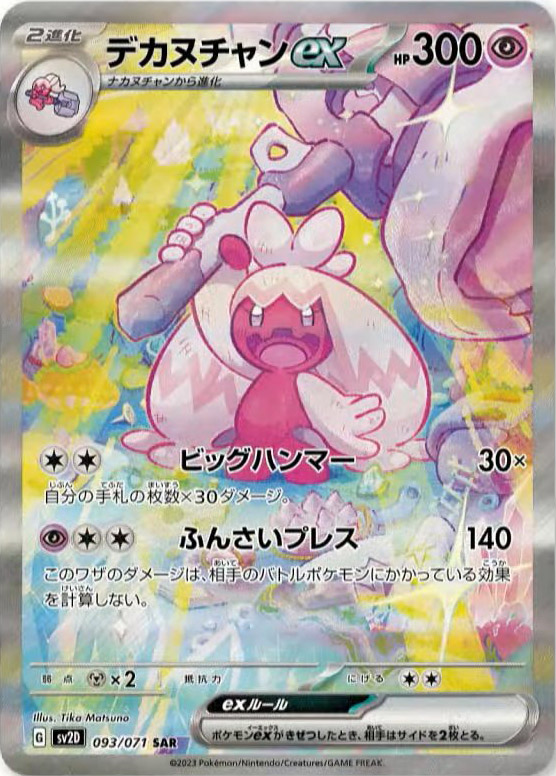 2進化
デカヌチャンex HP300
ナカヌチャンから進化
ビッグハンマー 30×
自分の手札の枚数×30ダメージ。
ふんさいプレス 140
このワザのダメージは、相手のバトルポケモンにかかっている効果
を計算しない。
弱点 ×2 抵抗力 にげる
exルール
ポケモンexがきぜつしたとき、相手はサイドを2枚とる。
Illus. Tika Matsuno
G sv2D 093/071 SAR
©2023 Pokémon/Nintendo/Creatures/GAME FREAK.